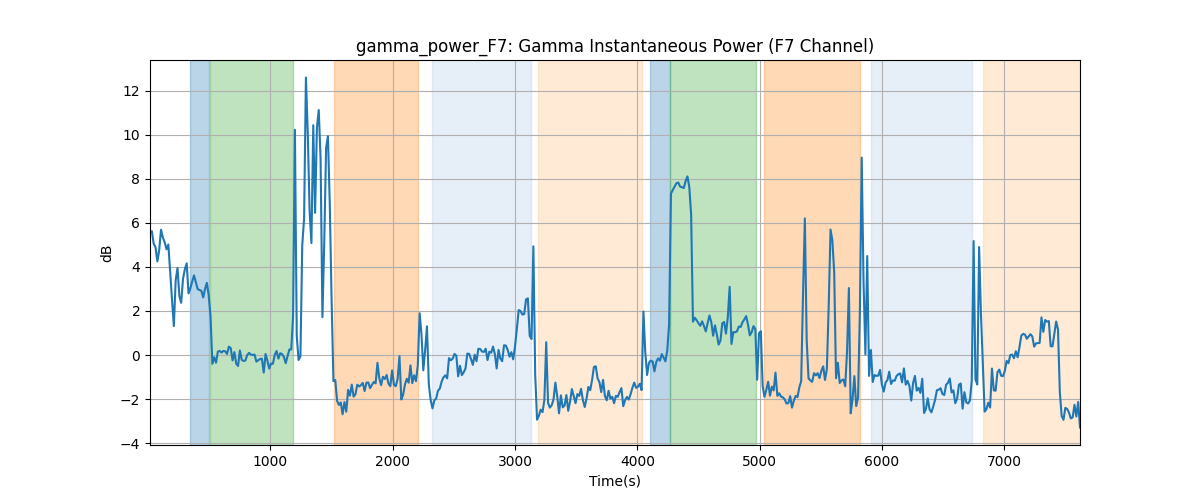 gamma_power_F7: Gamma Instantaneous Power (F7 Channel)
dB
12
10
8
6
4
2
0
−2
−4
1000 2000 3000 4000 5000 6000 7000
Time(s)